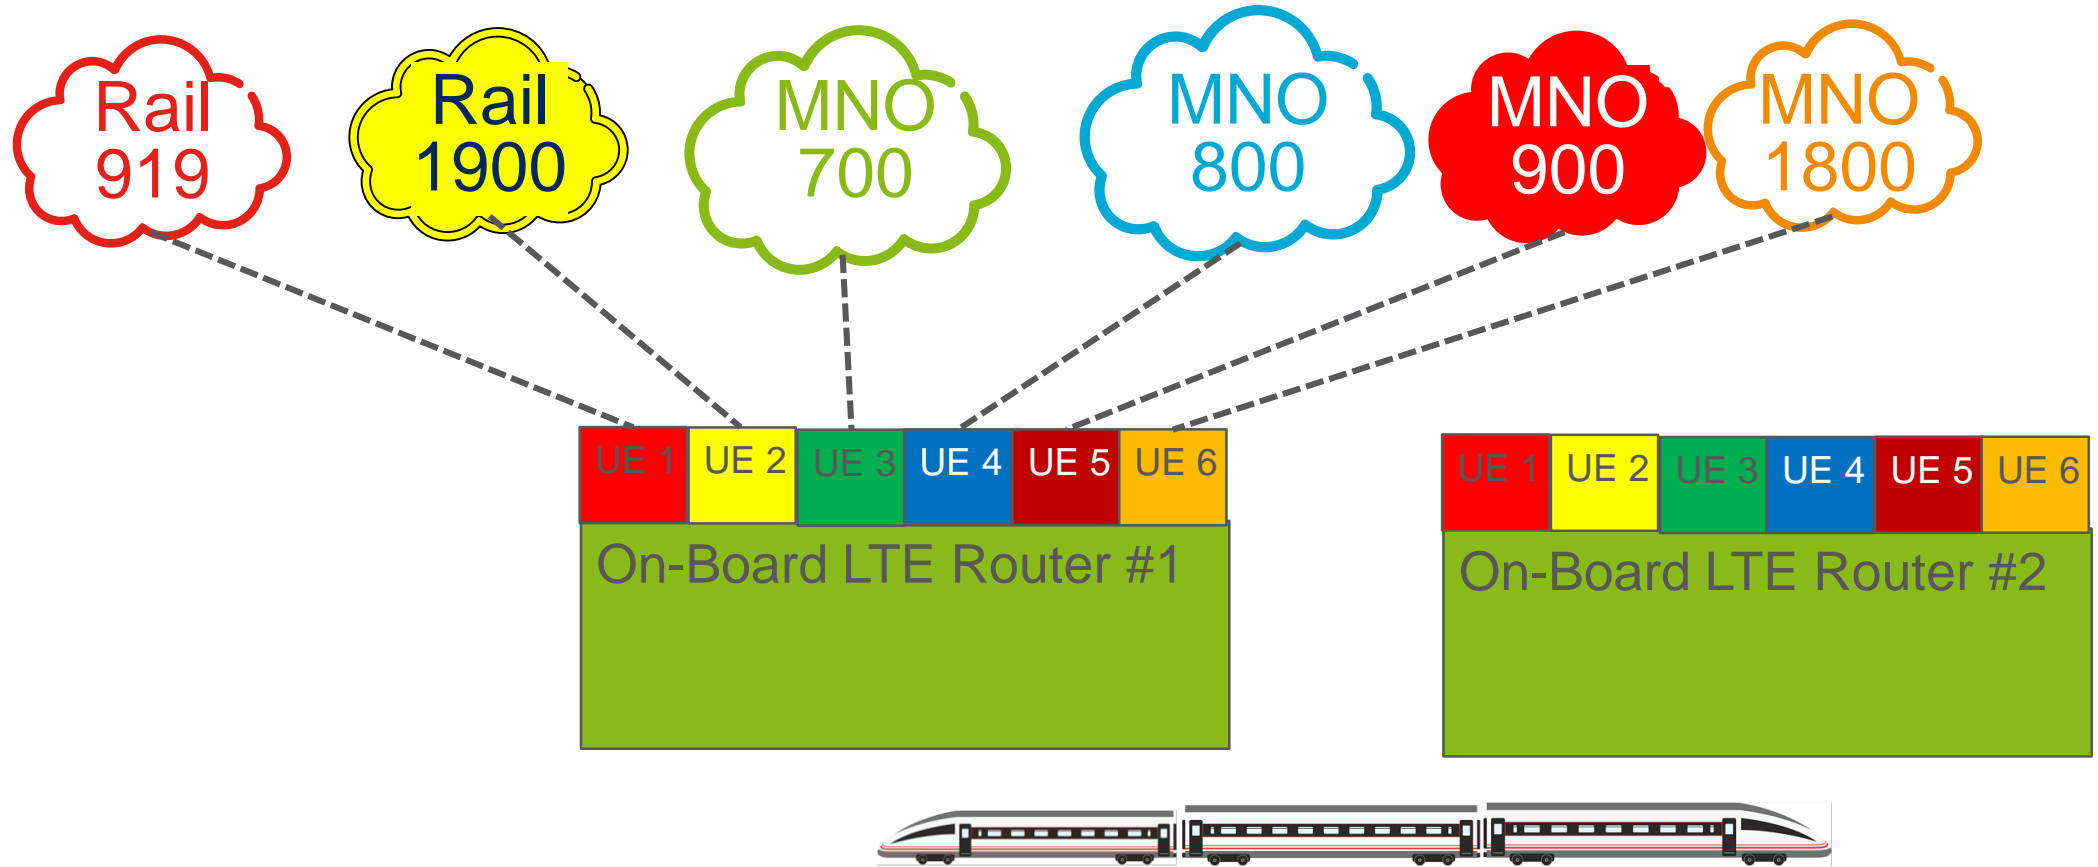 Rail
919
Rail
1900
MNO
700
MNO
800
MNO
900
MNO
1800
UE 1
UE 2
UE 3
UE 4
UE 5
UE 6
On-Board LTE Router #1
UE 1
UE 2
UE 3
UE 4
UE 5
UE 6
On-Board LTE Router #2